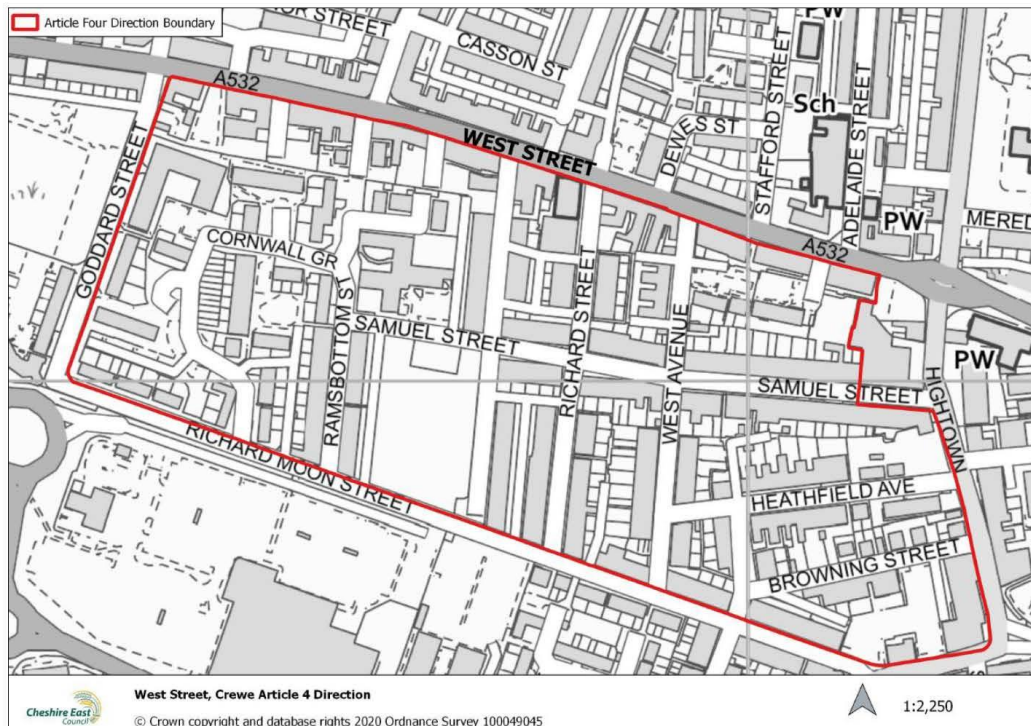 Article Four Direction Boundary
PW
STREET
CASSON ST
A532
STAFFORD STREET
Sch
ADELAIDE STREET
WEST STREET
DEWES ST
GODDARD STREET
PW
MERE
A532
CORNWALL GR
RAMSBOTTOM ST
RICHARD STREET
WEST AVENUE
SAMUEL STREET
PW
SAMUEL STREET
HIGHTOWN
RICHARD MOON STREET
HEATHFIELD AVE
BROWNING STREET
Cheshire East
Council
West Street, Crewe Article 4 Direction
© Crown copyright and database rights 2020 Ordnance Survey 100049045
1:2,250